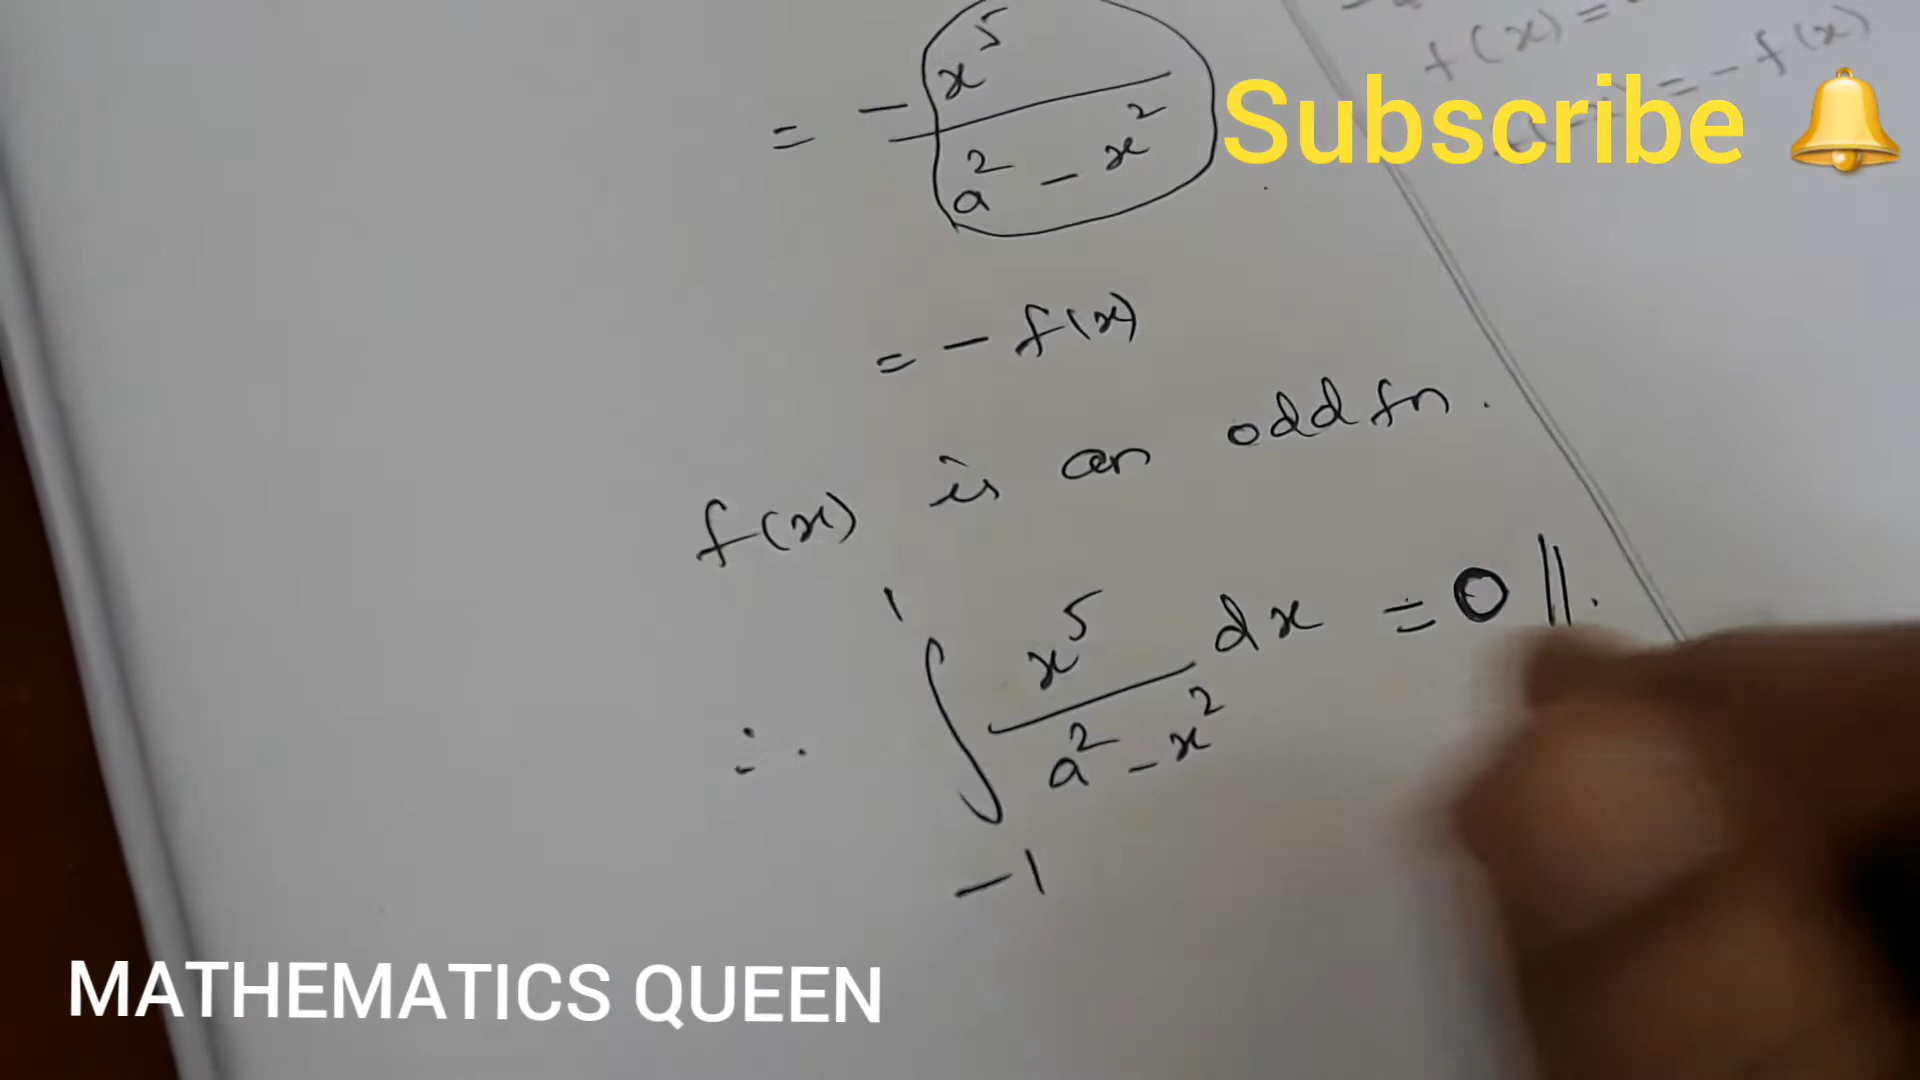 f(x) =
= - f(x)
Subscribe 🔔
= - x⁵ / (a² - x²)
= - f(x)
f(x) is an odd fn.
∴ ∫₋₁¹ x⁵ / (a² - x²) dx = 0 //.
MATHEMATICS QUEEN